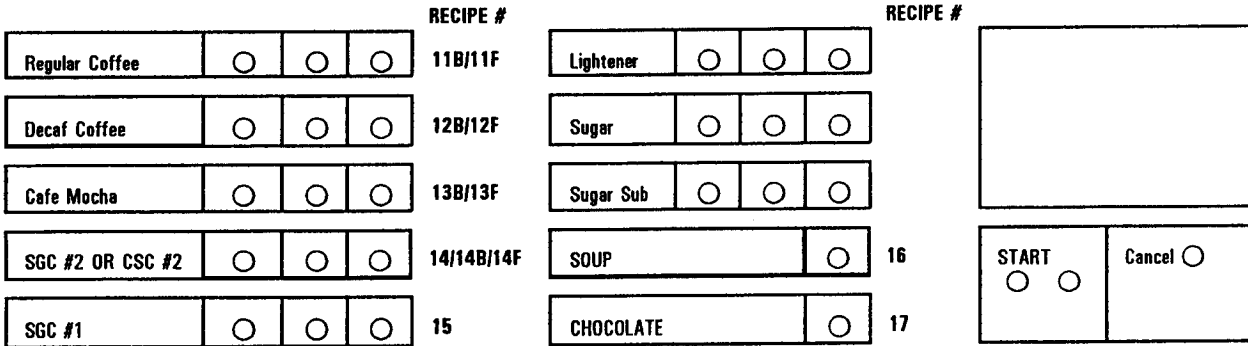 RECIPE #
Regular Coffee 11B/11F
Decaf Coffee 12B/12F
Cafe Mocha 13B/13F
SGC #2 OR CSC #2 14/14B/14F
SGC #1 15
RECIPE #
Lightener
Sugar
Sugar Sub
SOUP 16
CHOCOLATE 17
START
Cancel